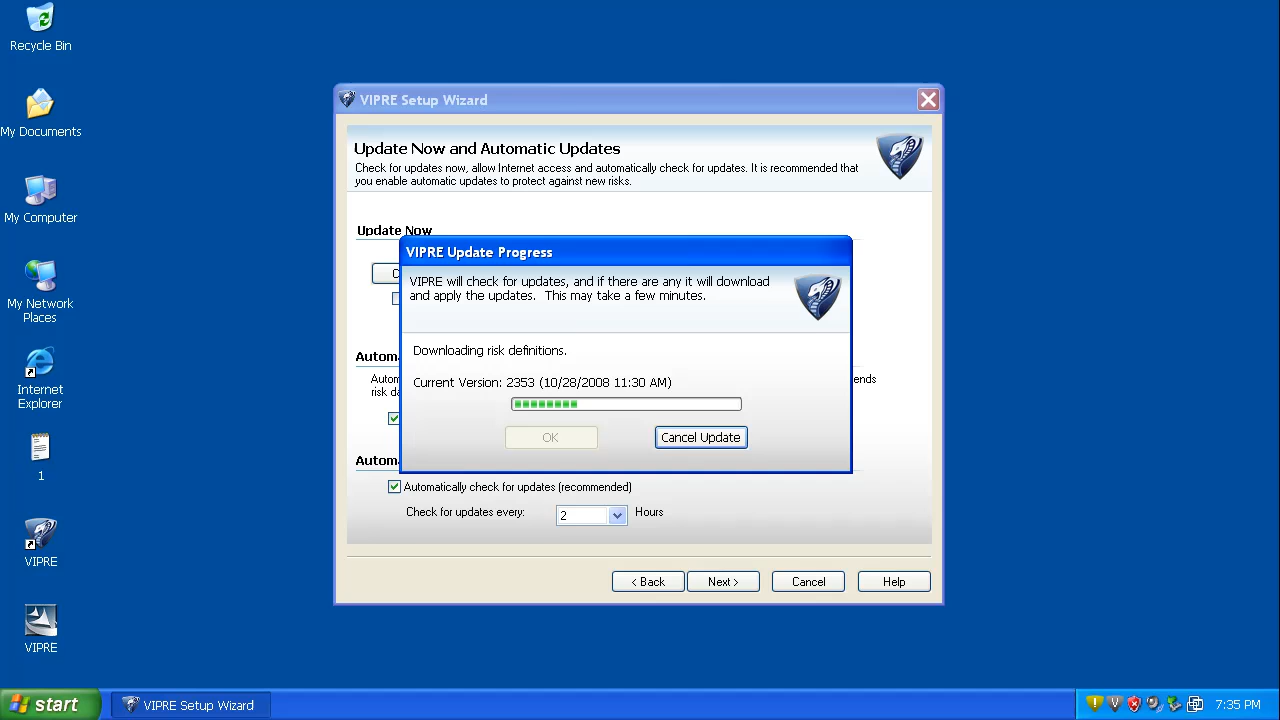 Recycle Bin
My Documents
My Computer
My Network
Places
Internet
Explorer
1
VIPRE
VIPRE
VIPRE Setup Wizard
Update Now and Automatic Updates
Check for updates now, allow Internet access and automatically check for updates. It is recommended that
you enable automatic updates to protect against new risks.
Update Now
C
VIPRE Update Progress
VIPRE will check for updates, and if there are any it will download
and apply the updates. This may take a few minutes.
Downloading risk definitions.
Current Version: 2353 (10/28/2008 11:30 AM)
OK
Cancel Update
Autom
Autom
ends
risk da
Autom
Automatically check for updates (recommended)
Check for updates every:
2
Hours
< Back
Next >
Cancel
Help
start
VIPRE Setup Wizard
7:35 PM